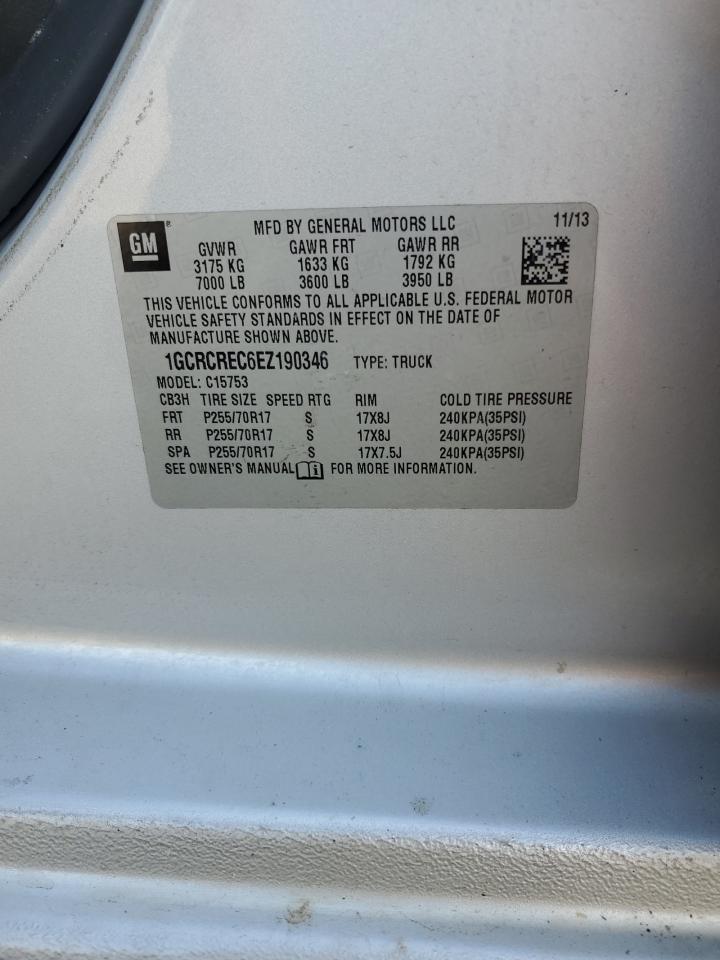 GM® MFD BY GENERAL MOTORS LLC 11/13
GVWR GAWR FRT GAWR RR
3175 KG 1633 KG 1792 KG
7000 LB 3600 LB 3950 LB
THIS VEHICLE CONFORMS TO ALL APPLICABLE U.S. FEDERAL MOTOR
VEHICLE SAFETY STANDARDS IN EFFECT ON THE DATE OF
MANUFACTURE SHOWN ABOVE.
1GCRCREC6EZ190346 TYPE: TRUCK
MODEL: C15753
CB3H TIRE SIZE SPEED RTG RIM COLD TIRE PRESSURE
FRT P255/70R17 S 17X8J 240KPA(35PSI)
RR P255/70R17 S 17X8J 240KPA(35PSI)
SPA P255/70R17 S 17X7.5J 240KPA(35PSI)
SEE OWNER'S MANUAL FOR MORE INFORMATION.